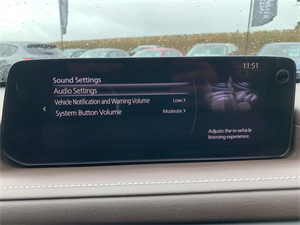 11:51
Sound Settings
Audio Settings
Vehicle Notification and Warning Volume Low
System Button Volume Moderate
Adjusts the in-vehicle
listening experience.